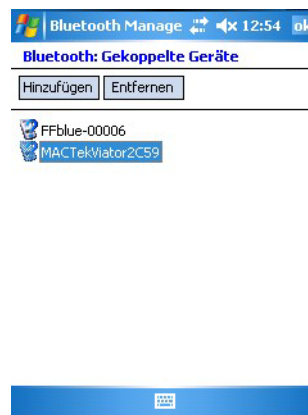 Bluetooth Manage 12:54 ok
Bluetooth: Gekoppelte Geräte
Hinzufügen Entfernen
FFblue-00006
MACTekViator2C59